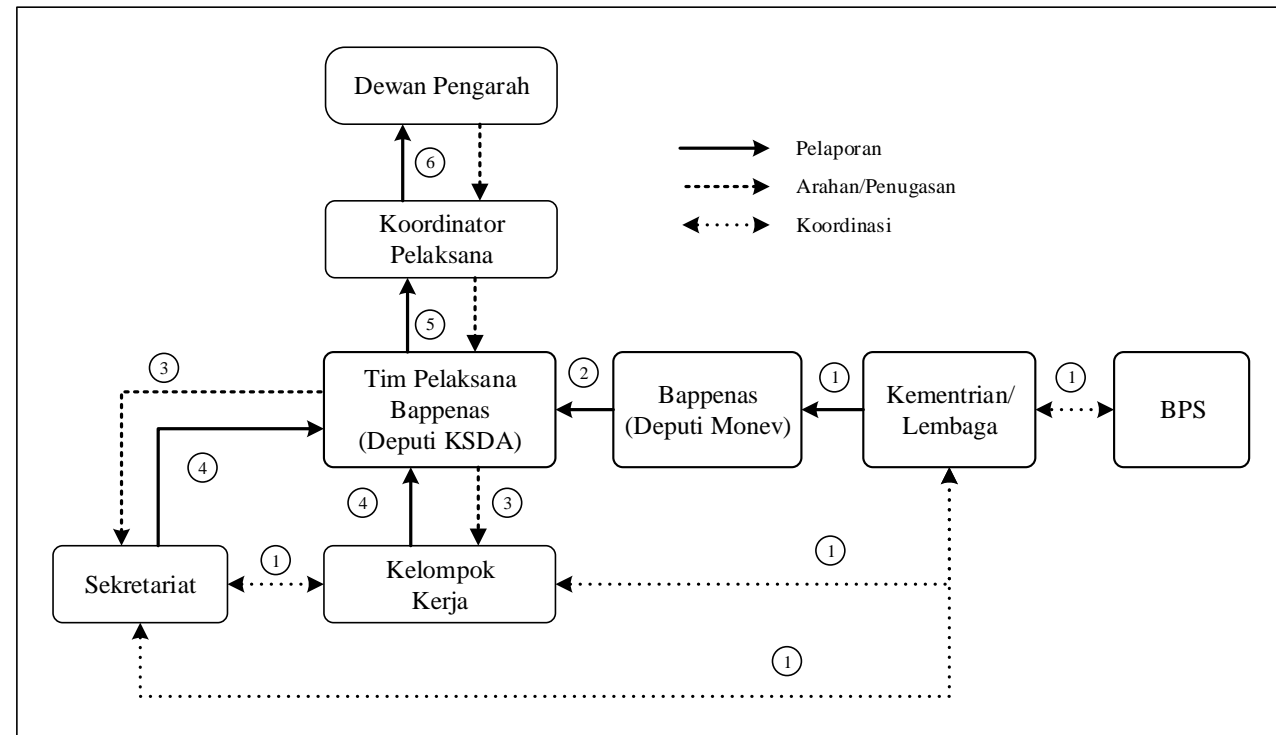 Dewan Pengarah
6
Pelaporan
Arahan/Penugasan
Koordinasi
Koordinator
Pelaksana
5
3
Tim Pelaksana
Bappenas
(Deputi KSDA)
2
Bappenas
(Deputi Monev)
1
Kementrian/
Lembaga
1
BPS
4
4
3
Sekretariat
1
Kelompok
Kerja
1
1